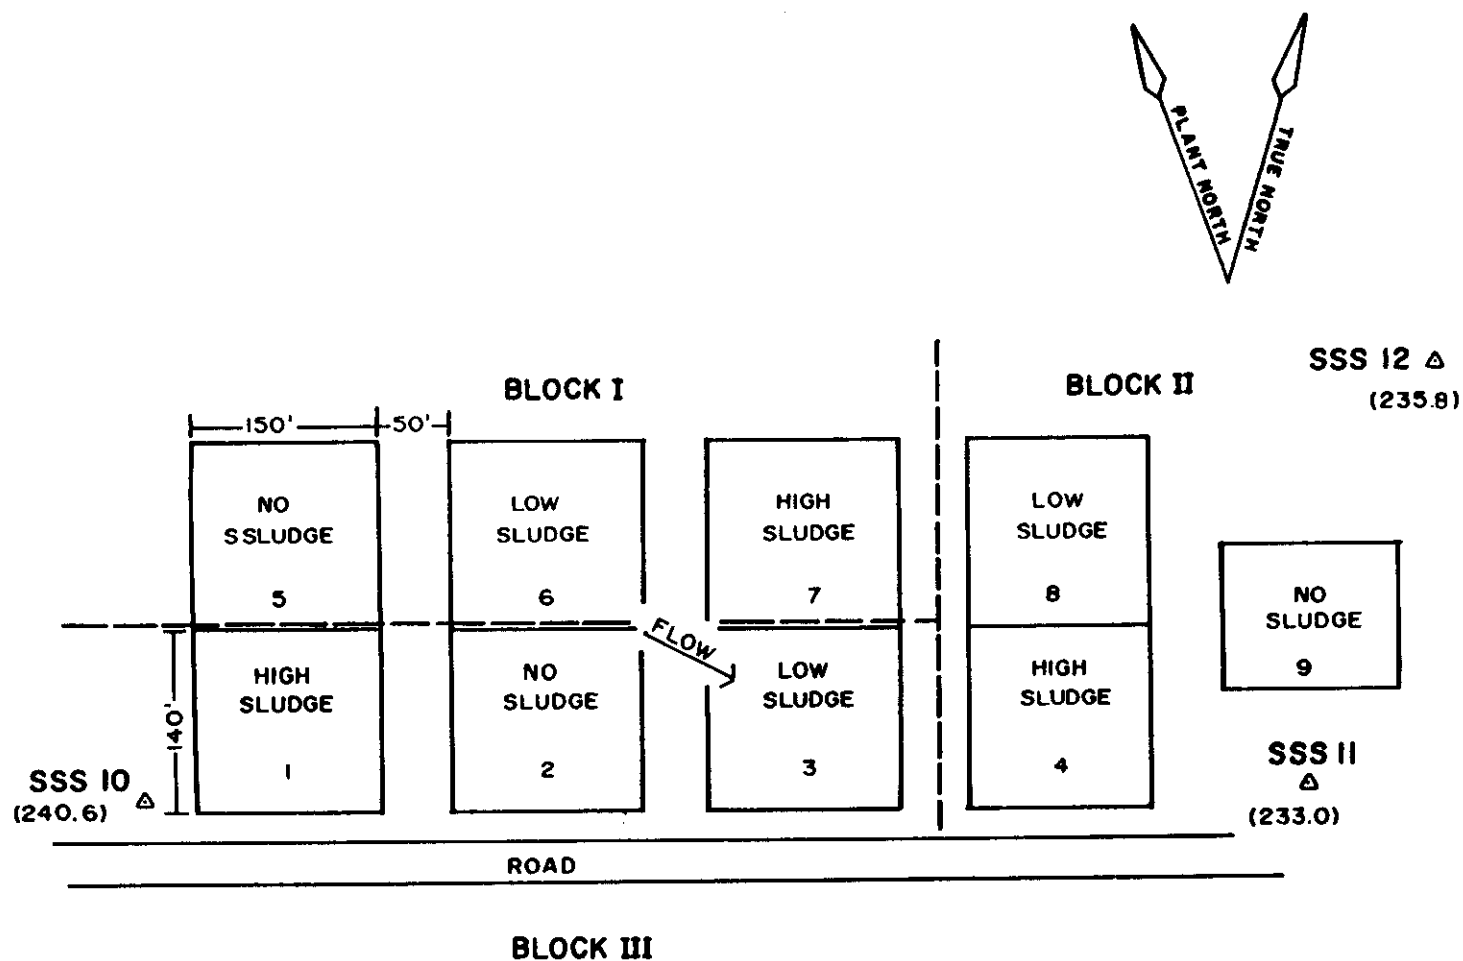 PLANT NORTH
TRUE NORTH
SSS 12
(235.8)
BLOCK I
BLOCK II
150'
50'
NO
SSLUDGE
5
LOW
SLUDGE
6
HIGH
SLUDGE
7
LOW
SLUDGE
8
NO
SLUDGE
9
FLOW
140'
HIGH
SLUDGE
1
NO
SLUDGE
2
LOW
SLUDGE
3
HIGH
SLUDGE
4
SSS 10
(240.6)
SSS 11
(233.0)
ROAD
BLOCK III